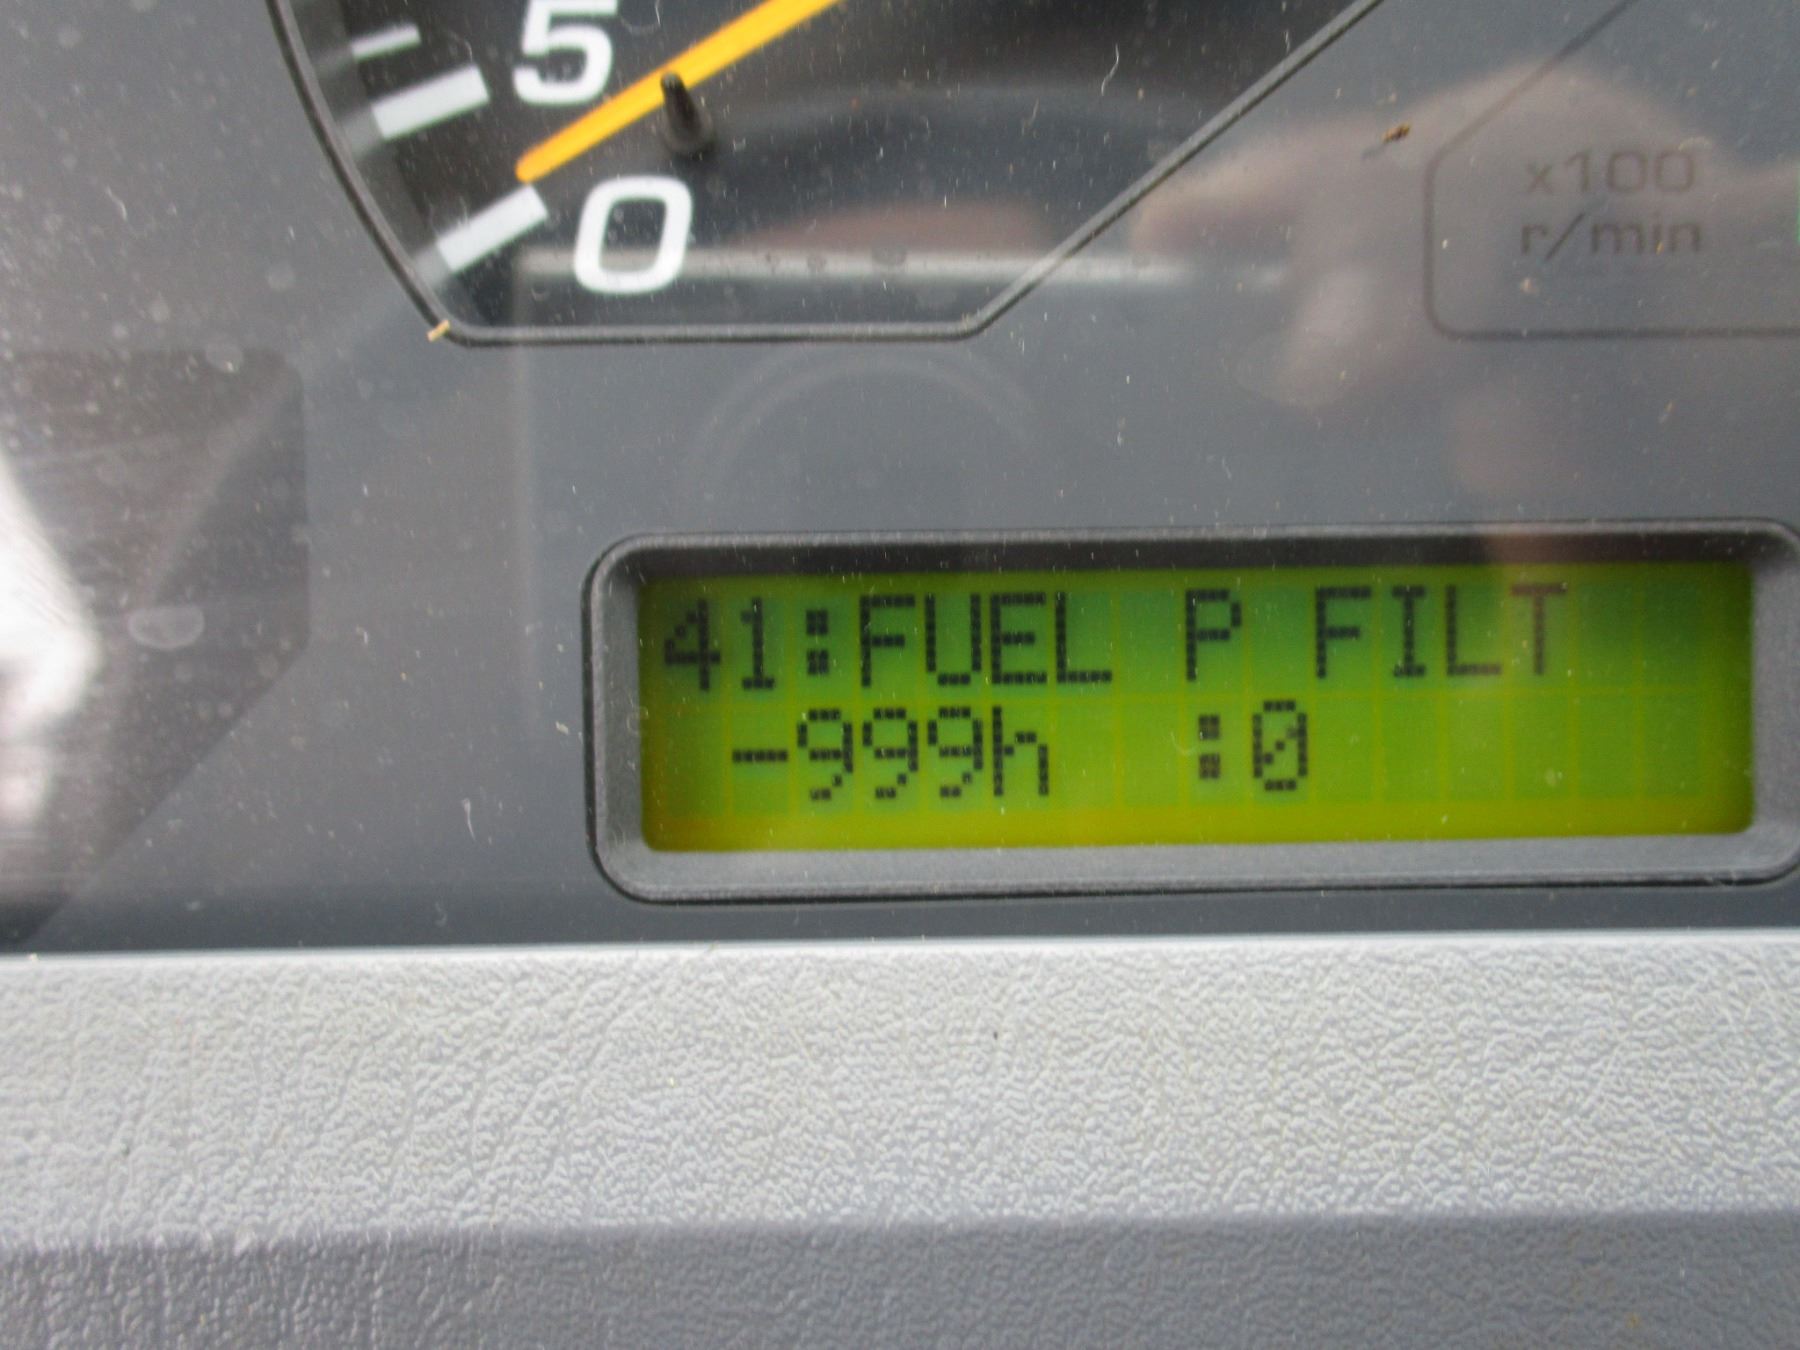 5
0
x100
r/min
41:FUEL P FILT
-999h :0